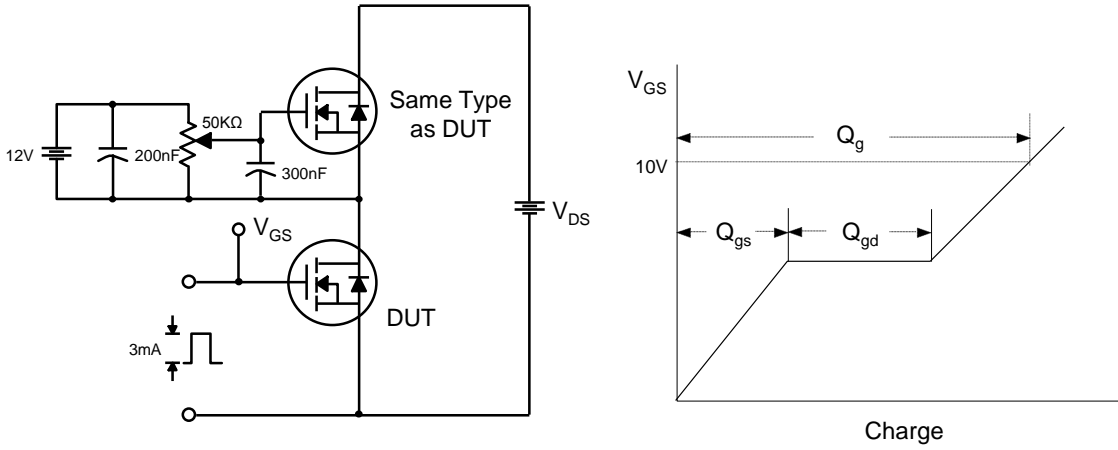 12V
200nF
50KΩ
300nF
Same Type
as DUT
V_DS
V_GS
DUT
3mA
V_GS
10V
Q_g
Q_gs
Q_gd
Charge